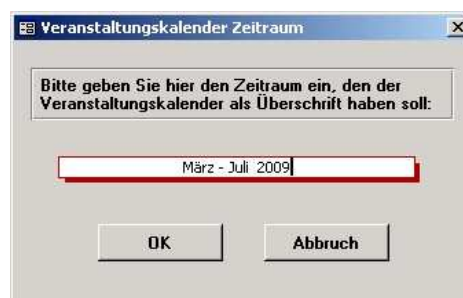 Veranstaltungskalender Zeitraum
Bitte geben Sie hier den Zeitraum ein, den der
Veranstaltungskalender als Überschrift haben soll:
März - Juli 2009
OK Abbruch